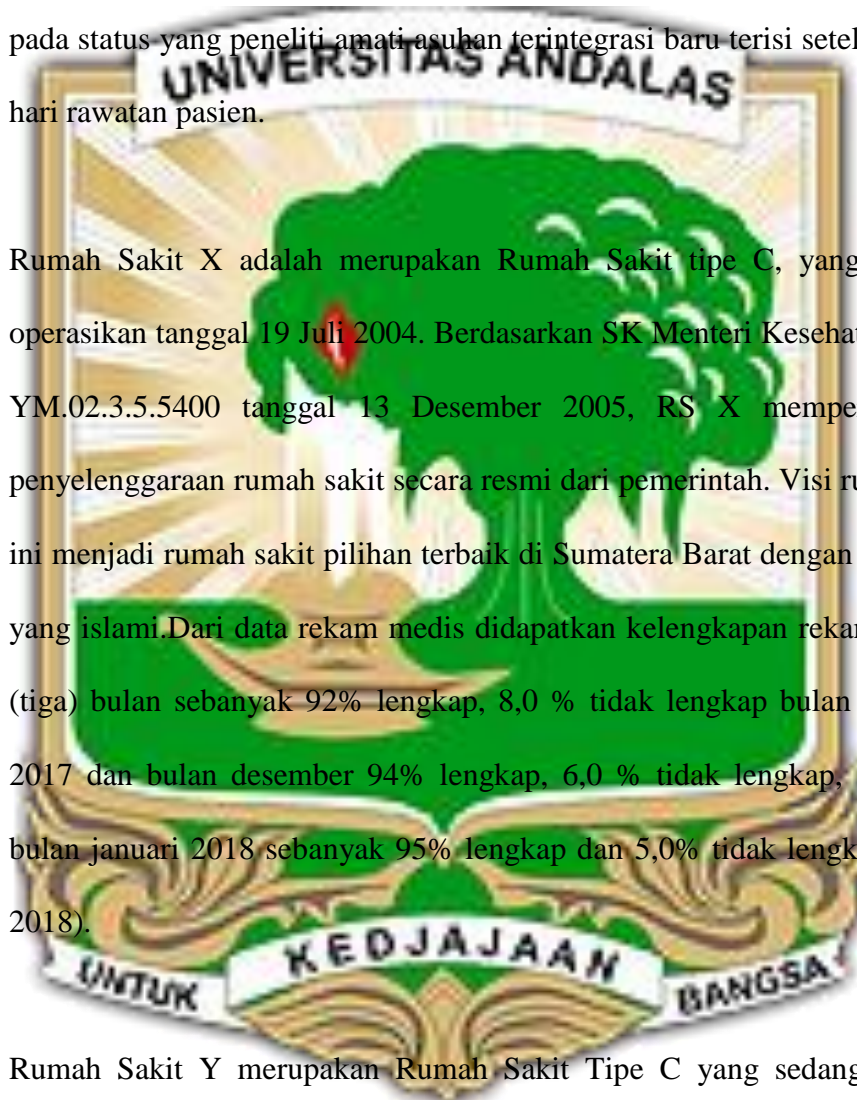 pada status yang peneliti amati asuhan terintegrasi baru terisi setel
UNIVERSITAS ANDALAS
hari rawatan pasien.
Rumah Sakit X adalah merupakan Rumah Sakit tipe C, yang
operasikan tanggal 19 Juli 2004. Berdasarkan SK Menteri Kesehat
YM.02.3.5.5400 tanggal 13 Desember 2005, RS X mempe
penyelenggaraan rumah sakit secara resmi dari pemerintah. Visi ru
ini menjadi rumah sakit pilihan terbaik di Sumatera Barat dengan
yang islami.Dari data rekam medis didapatkan kelengkapan rekan
(tiga) bulan sebanyak 92% lengkap, 8,0 % tidak lengkap bulan
2017 dan bulan desember 94% lengkap, 6,0 % tidak lengkap,
bulan januari 2018 sebanyak 95% lengkap dan 5,0% tidak lengk
2018).
UNTUK KEDJAJAAN BANGSA
Rumah Sakit Y merupakan Rumah Sakit Tipe C yang sedang